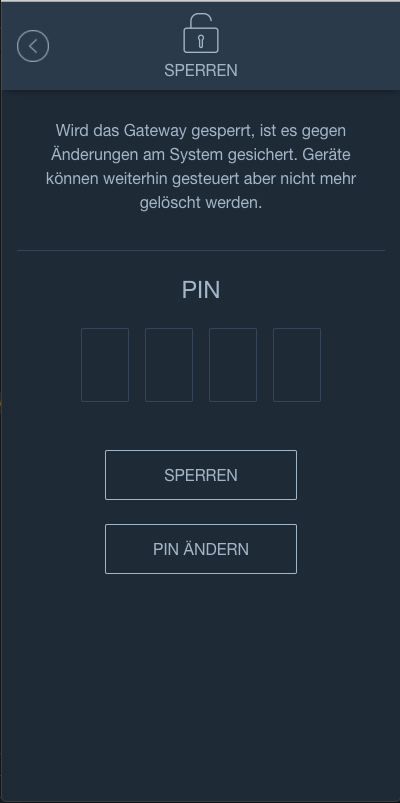 SPERREN
Wird das Gateway gesperrt, ist es gegen
Änderungen am System gesichert. Geräte
können weiterhin gesteuert aber nicht mehr
gelöscht werden.
PIN
SPERREN
PIN ÄNDERN